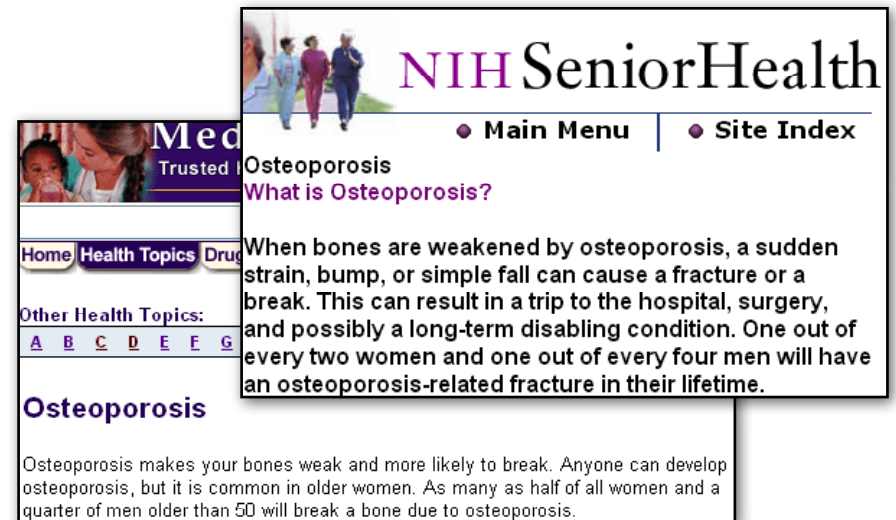 NIH SeniorHealth
Main Menu
Site Index
Osteoporosis
What is Osteoporosis?
When bones are weakened by osteoporosis, a sudden
strain, bump, or simple fall can cause a fracture or a
break. This can result in a trip to the hospital, surgery,
and possibly a long-term disabling condition. One out of
every two women and one out of every four men will have
an osteoporosis-related fracture in their lifetime.
Med
Trusted
Home Health Topics Drug
Other Health Topics:
A B C D E F G
Osteoporosis
Osteoporosis makes your bones weak and more likely to break. Anyone can develop
osteoporosis, but it is common in older women. As many as half of all women and a
quarter of men older than 50 will break a bone due to osteoporosis.